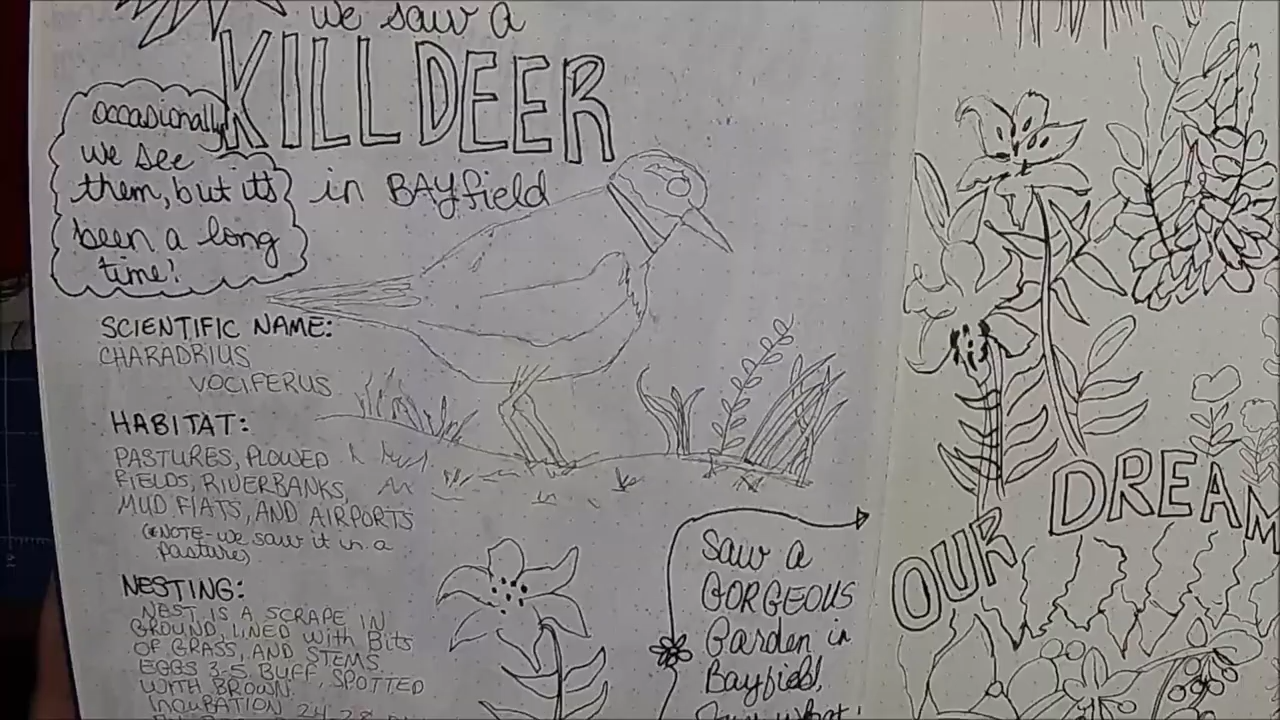 we saw a
KILLDEER
in BAYfield
occasionally
we see
them, but it's
been a long
time!
SCIENTIFIC NAME:
CHARADRIUS
VOCIFERUS
HABITAT:
PASTURES, PLOWED
FIELDS, RIVERBANKS,
MUD FLATS, AND AIRPORTS
(*NOTE - we saw it in a
pasture)
NESTING:
NEST IS A SCRAPE IN
GROUND, LINED with Bits
OF GRASS, AND STEMS.
EGGS 3-5 BUFF, SPOTTED
WITH BROWN.
INCUBATION 24-28
Saw a
GORGEOUS
Garden in
Bayfield,
OUR DREAM